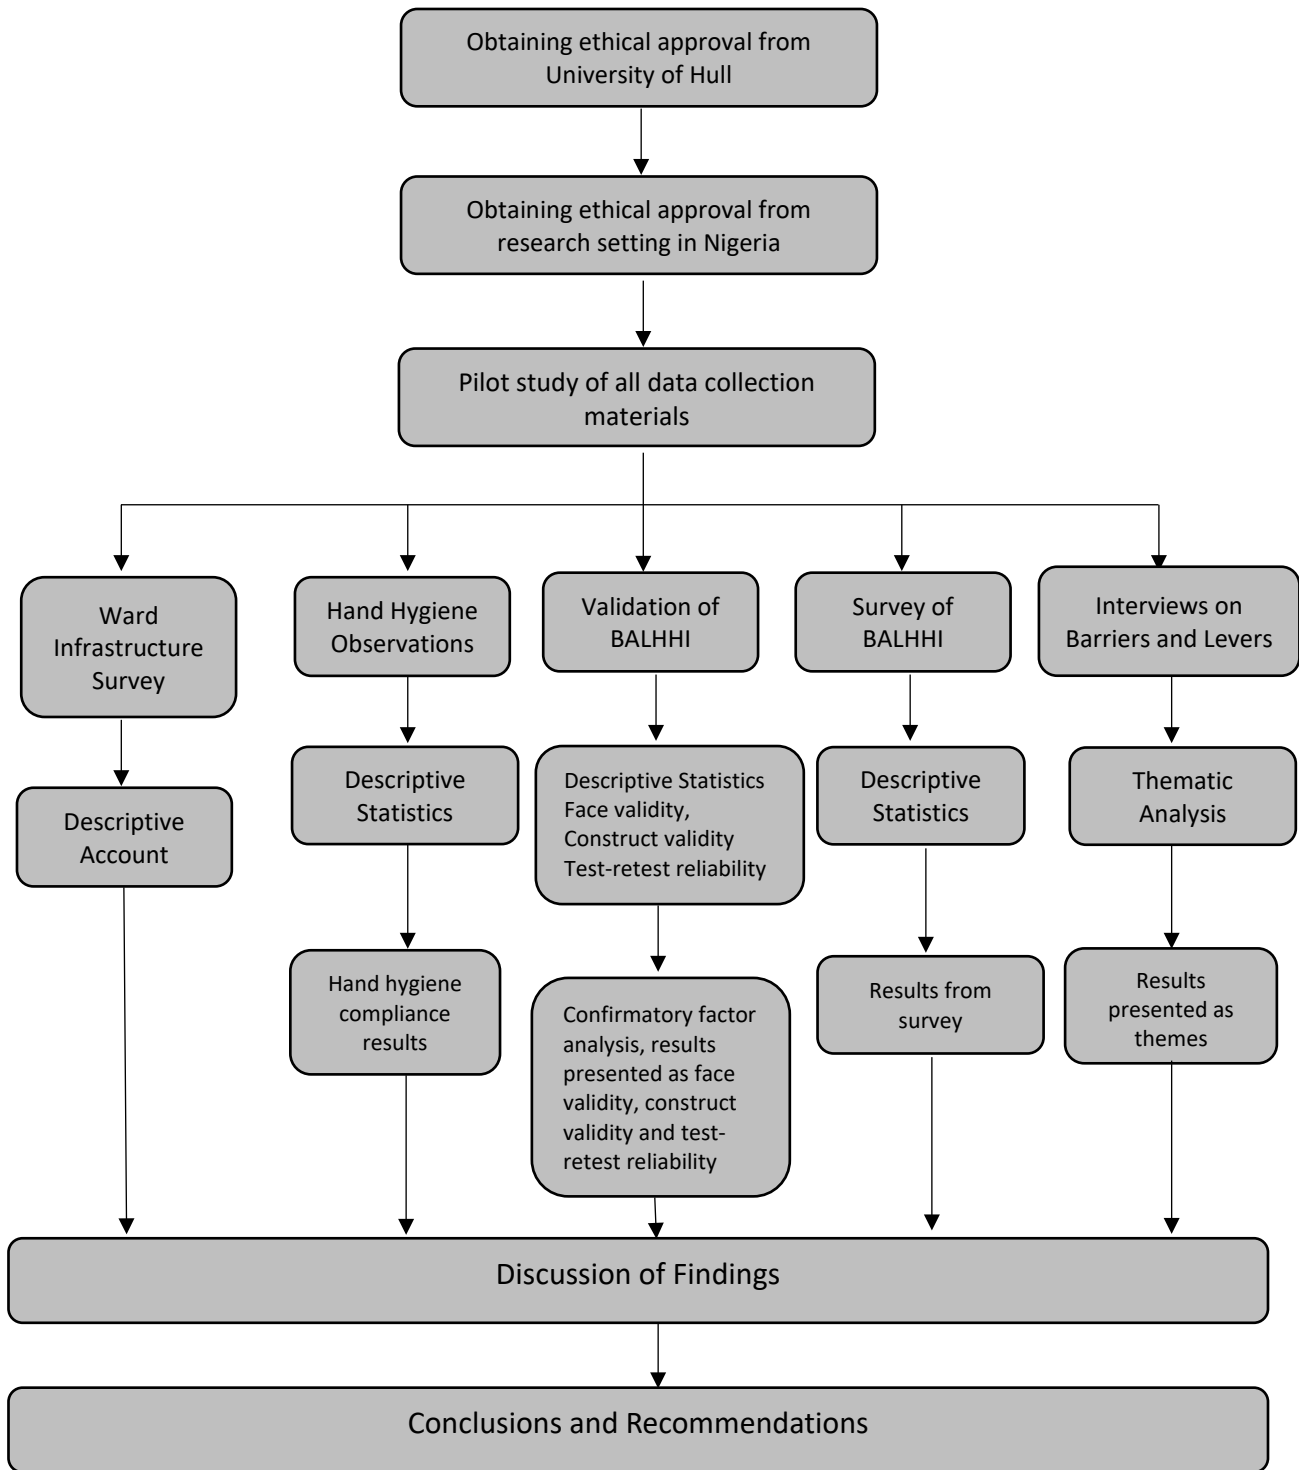 Obtaining ethical approval from
University of Hull
Obtaining ethical approval from
research setting in Nigeria
Pilot study of all data collection
materials
Ward
Infrastructure
Survey
Hand Hygiene
Observations
Validation of
BALHHI
Survey of
BALHHI
Interviews on
Barriers and Levers
Descriptive
Account
Descriptive
Statistics
Descriptive Statistics
Face validity,
Construct validity
Test-retest reliability
Descriptive
Statistics
Thematic
Analysis
Hand hygiene
compliance
results
Confirmatory factor
analysis, results
presented as face
validity, construct
validity and test-
retest reliability
Results from
survey
Results
presented as
themes
Discussion of Findings
Conclusions and Recommendations